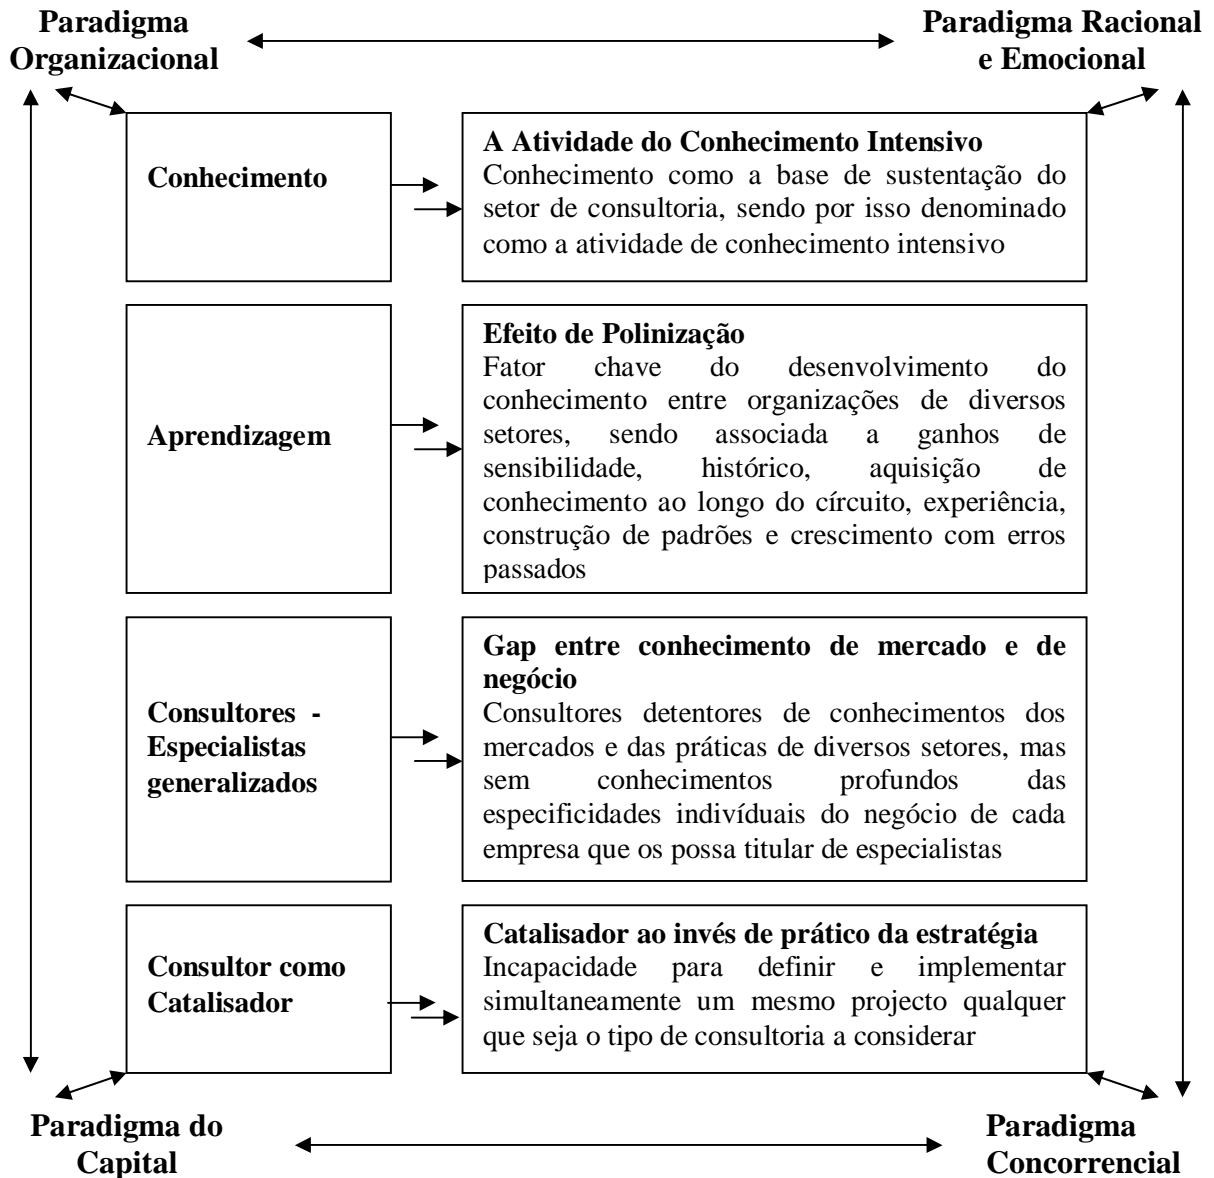 Paradigma
Organizacional
Paradigma Racional
e Emocional
Conhecimento
A Atividade do Conhecimento Intensivo
Conhecimento como a base de sustentação do
setor de consultoria, sendo por isso denominado
como a atividade de conhecimento intensivo
Aprendizagem
Efeito de Polinização
Fator chave do desenvolvimento do
conhecimento entre organizações de diversos
setores, sendo associada a ganhos de
sensibilidade, histórico, aquisição de
conhecimento ao longo do círcuito, experiência,
construção de padrões e crescimento com erros
passados
Consultores -
Especialistas
generalizados
Gap entre conhecimento de mercado e de
negócio
Consultores detentores de conhecimentos dos
mercados e das práticas de diversos setores, mas
sem conhecimentos profundos das
especificidades indivíduais do negócio de cada
empresa que os possa titular de especialistas
Consultor como
Catalisador
Catalisador ao invés de prático da estratégia
Incapacidade para definir e implementar
simultaneamente um mesmo projecto qualquer
que seja o tipo de consultoria a considerar
Paradigma do
Capital
Paradigma
Concorrencial